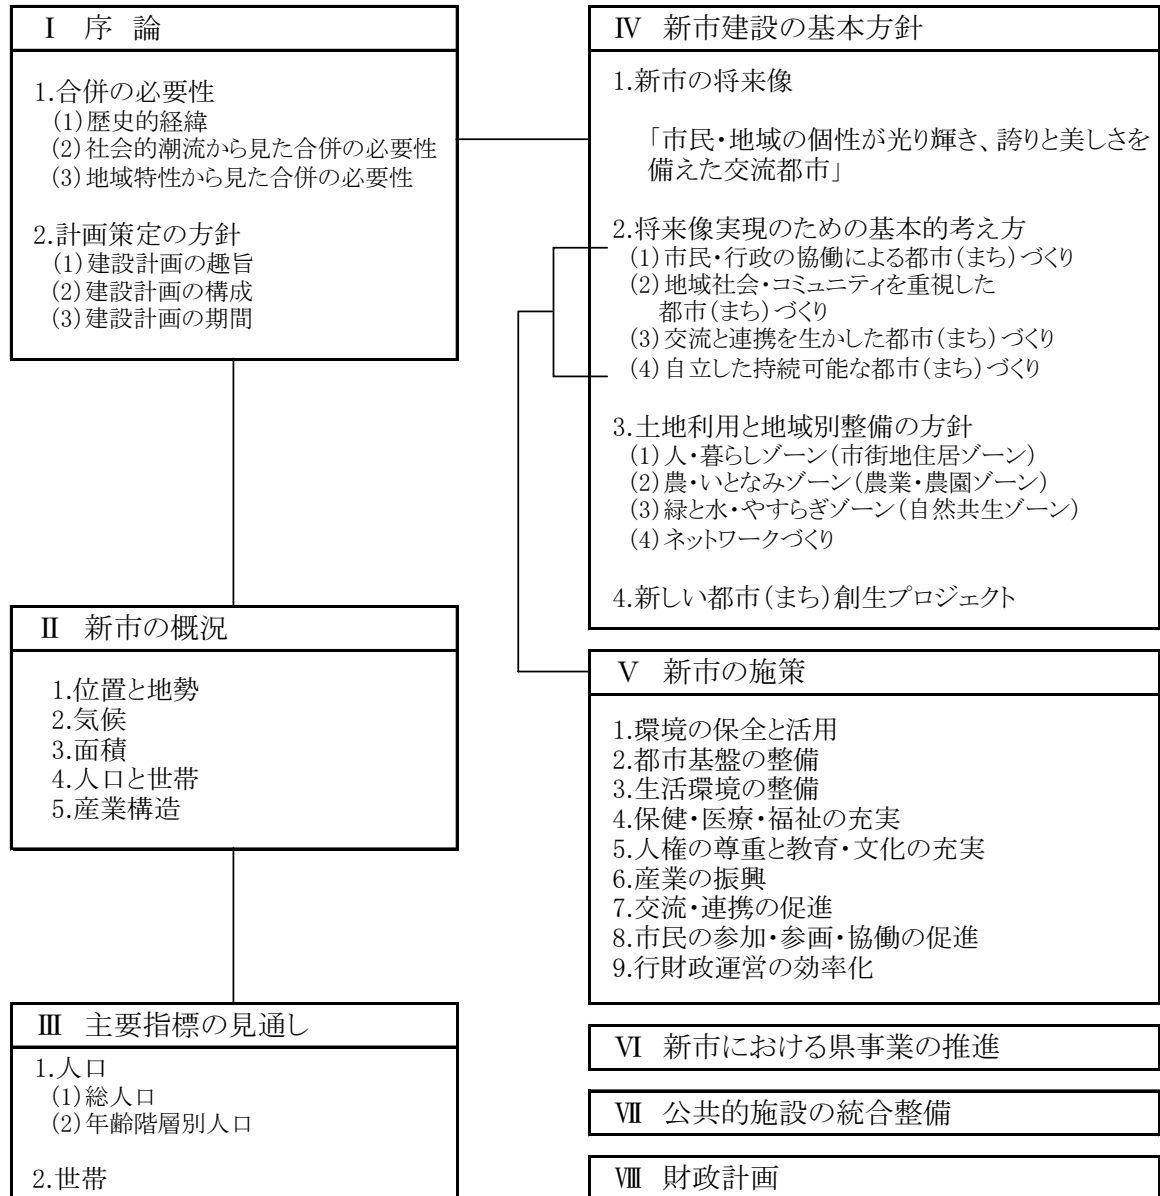 Ⅰ 序 論
1.合併の必要性
(1)歴史的経緯
(2)社会的潮流から見た合併の必要性
(3)地域特性から見た合併の必要性
2.計画策定の方針
(1)建設計画の趣旨
(2)建設計画の構成
(3)建設計画の期間
Ⅱ 新市の概況
1.位置と地勢
2.気候
3.面積
4.人口と世帯
5.産業構造
Ⅲ 主要指標の見通し
1.人口
(1)総人口
(2)年齢階層別人口
2.世帯
Ⅳ 新市建設の基本方針
1.新市の将来像
「市民・地域の個性が光り輝き、誇りと美しさを
備えた交流都市」
2.将来像実現のための基本的考え方
(1)市民・行政の協働による都市(まち)づくり
(2)地域社会・コミュニティを重視した
都市(まち)づくり
(3)交流と連携を生かした都市(まち)づくり
(4)自立した持続可能な都市(まち)づくり
3.土地利用と地域別整備の方針
(1)人・暮らしゾーン(市街地住居ゾーン)
(2)農・いとなみゾーン(農業・農園ゾーン)
(3)緑と水・やすらぎゾーン(自然共生ゾーン)
(4)ネットワークづくり
4.新しい都市(まち)創生プロジェクト
Ⅴ 新市の施策
1.環境の保全と活用
2.都市基盤の整備
3.生活環境の整備
4.保健・医療・福祉の充実
5.人権の尊重と教育・文化の充実
6.産業の振興
7.交流・連携の促進
8.市民の参加・参画・協働の促進
9.行財政運営の効率化
Ⅵ 新市における県事業の推進
Ⅶ 公共的施設の統合整備
Ⅷ 財政計画